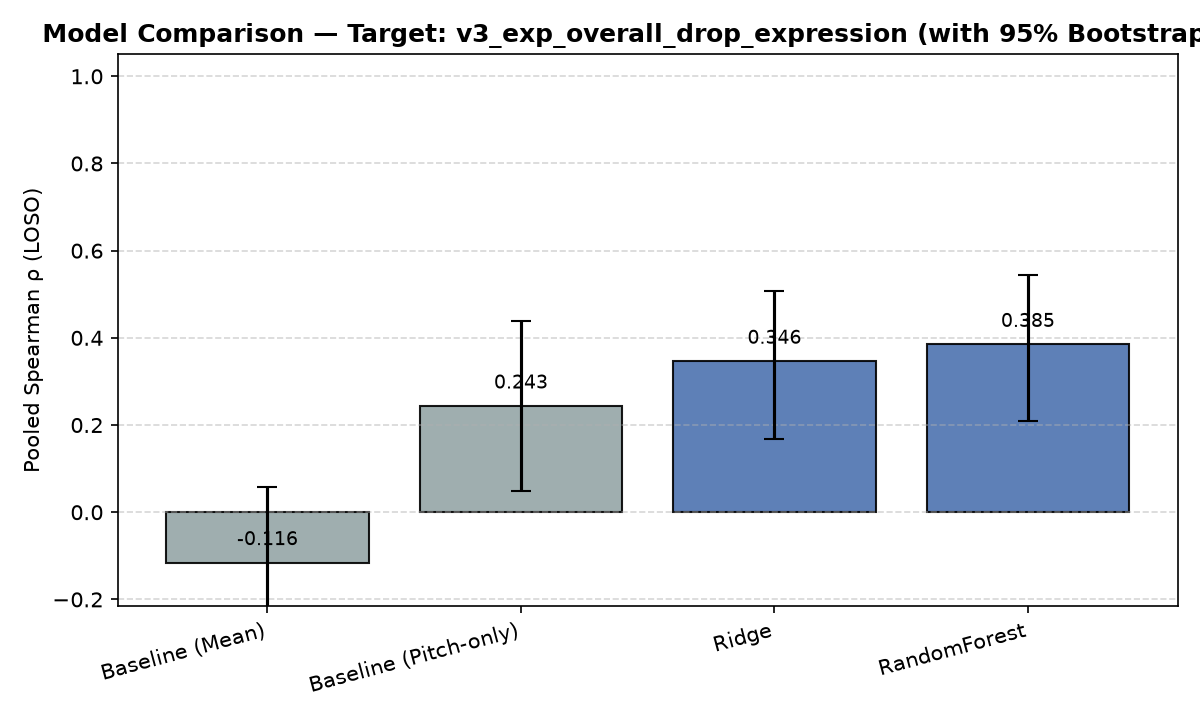 Model Comparison — Target: v3_exp_overall_drop_expression (with 95% Bootstrap
Pooled Spearman ρ (LOSO)
1.0
0.8
0.6
0.4
0.2
0.0
−0.2
-0.116
0.243
0.346
0.385
Baseline (Mean)
Baseline (Pitch-only)
Ridge
RandomForest